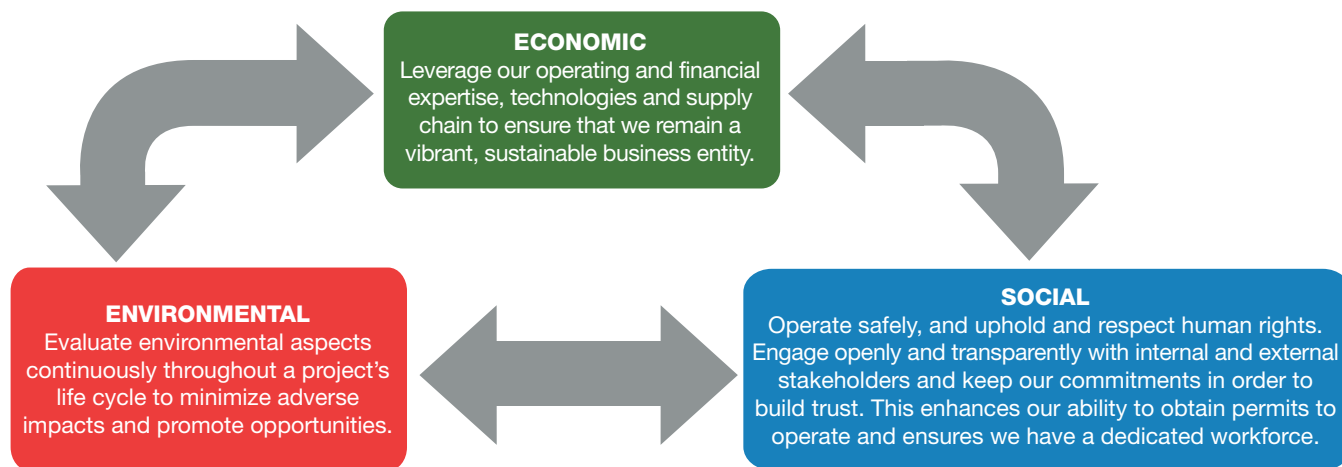 ECONOMIC
Leverage our operating and financial
expertise, technologies and supply
chain to ensure that we remain a
vibrant, sustainable business entity.
ENVIRONMENTAL
Evaluate environmental aspects
continuously throughout a project's
life cycle to minimize adverse
impacts and promote opportunities.
SOCIAL
Operate safely, and uphold and respect human rights.
Engage openly and transparently with internal and external
stakeholders and keep our commitments in order to
build trust. This enhances our ability to obtain permits to
operate and ensures we have a dedicated workforce.